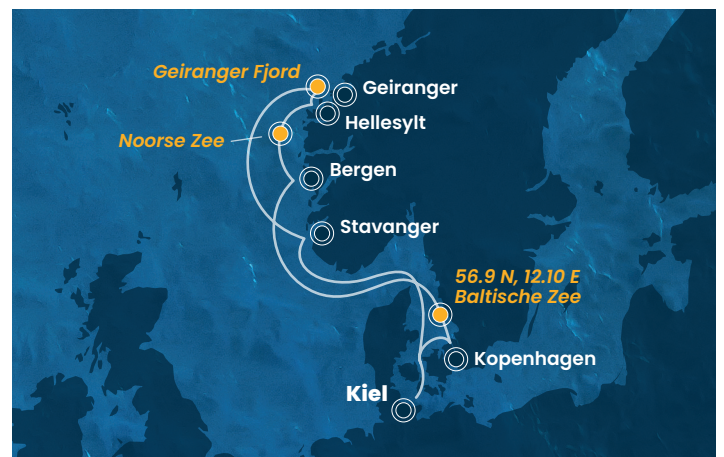 Geiranger Fjord
Geiranger
Hellesylt
Noorse Zee
Bergen
Stavanger
56.9 N, 12.10 E
Baltische Zee
Kopenhagen
Kiel